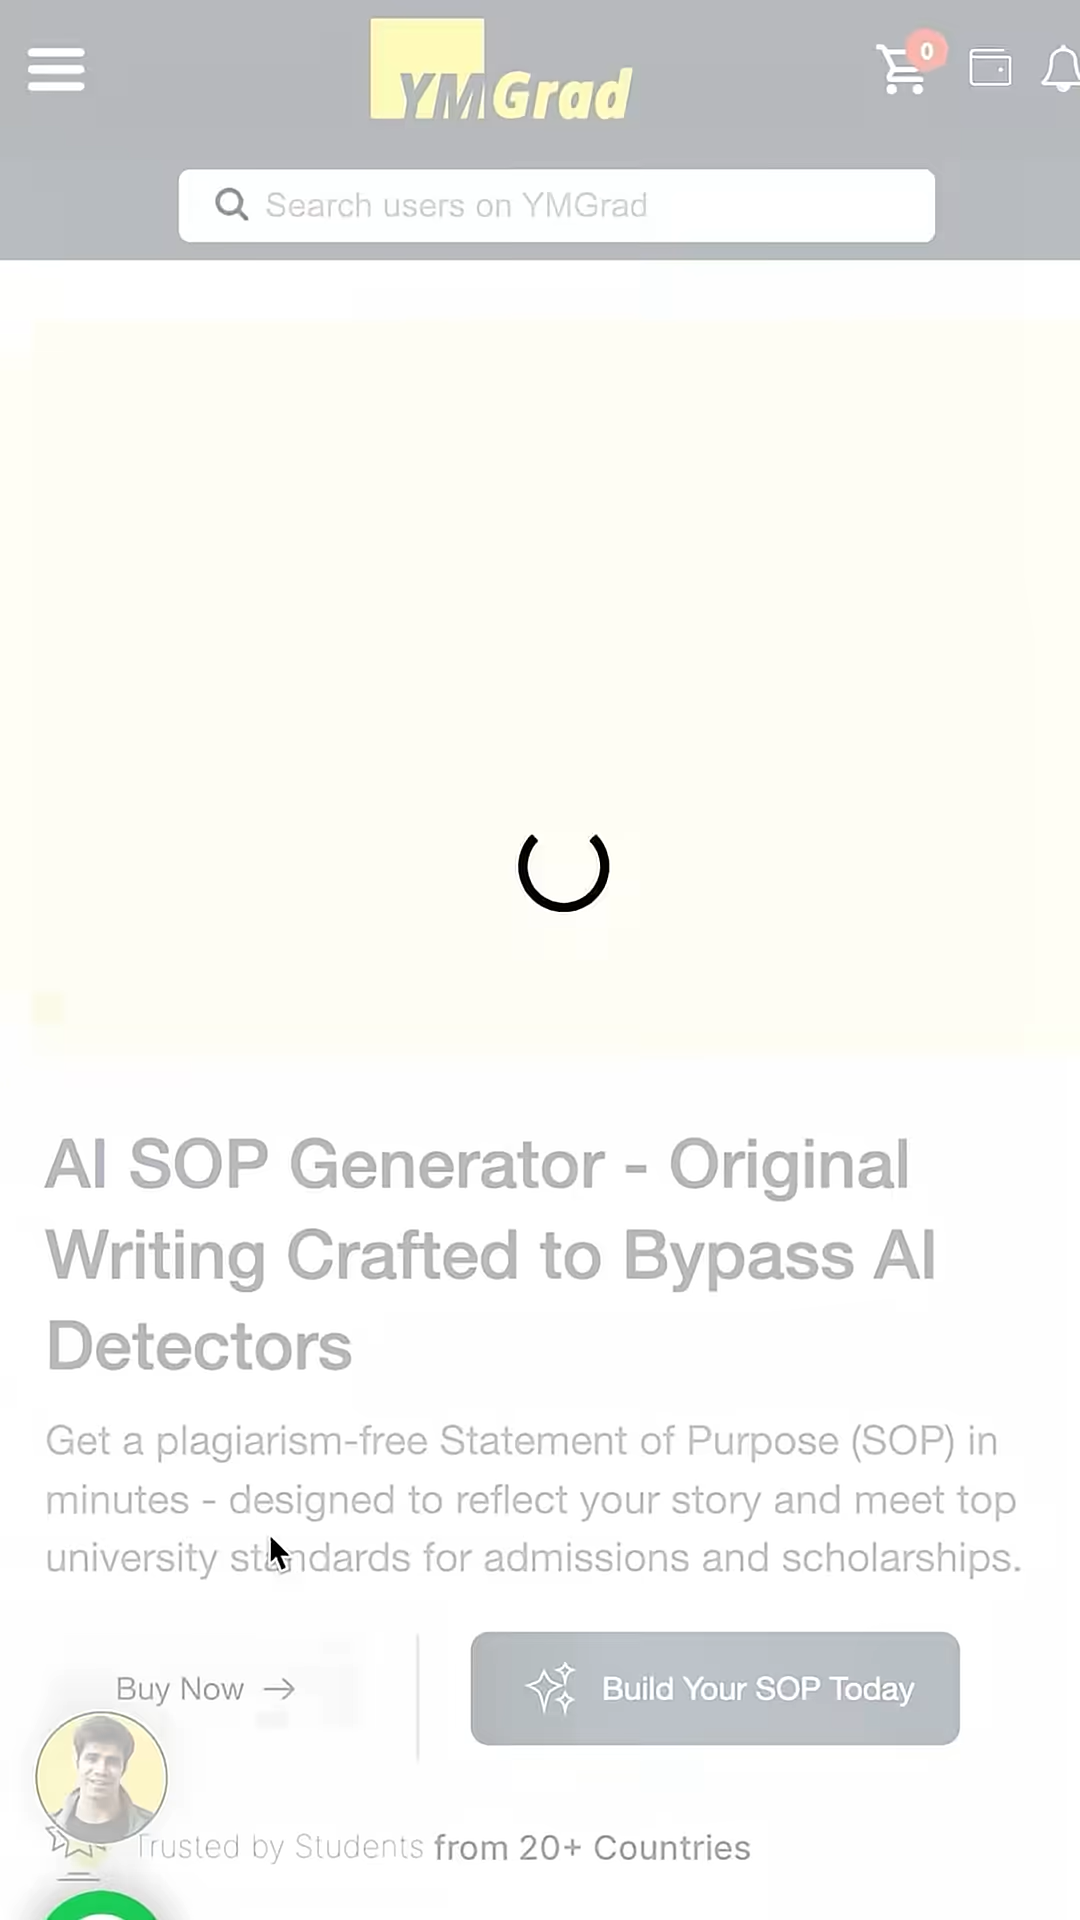 YMGrad
0
Search users on YMGrad
AI SOP Generator - Original
Writing Crafted to Bypass AI
Detectors
Get a plagiarism-free Statement of Purpose (SOP) in
minutes - designed to reflect your story and meet top
university standards for admissions and scholarships.
Buy Now
Build Your SOP Today
Trusted by Students from 20+ Countries